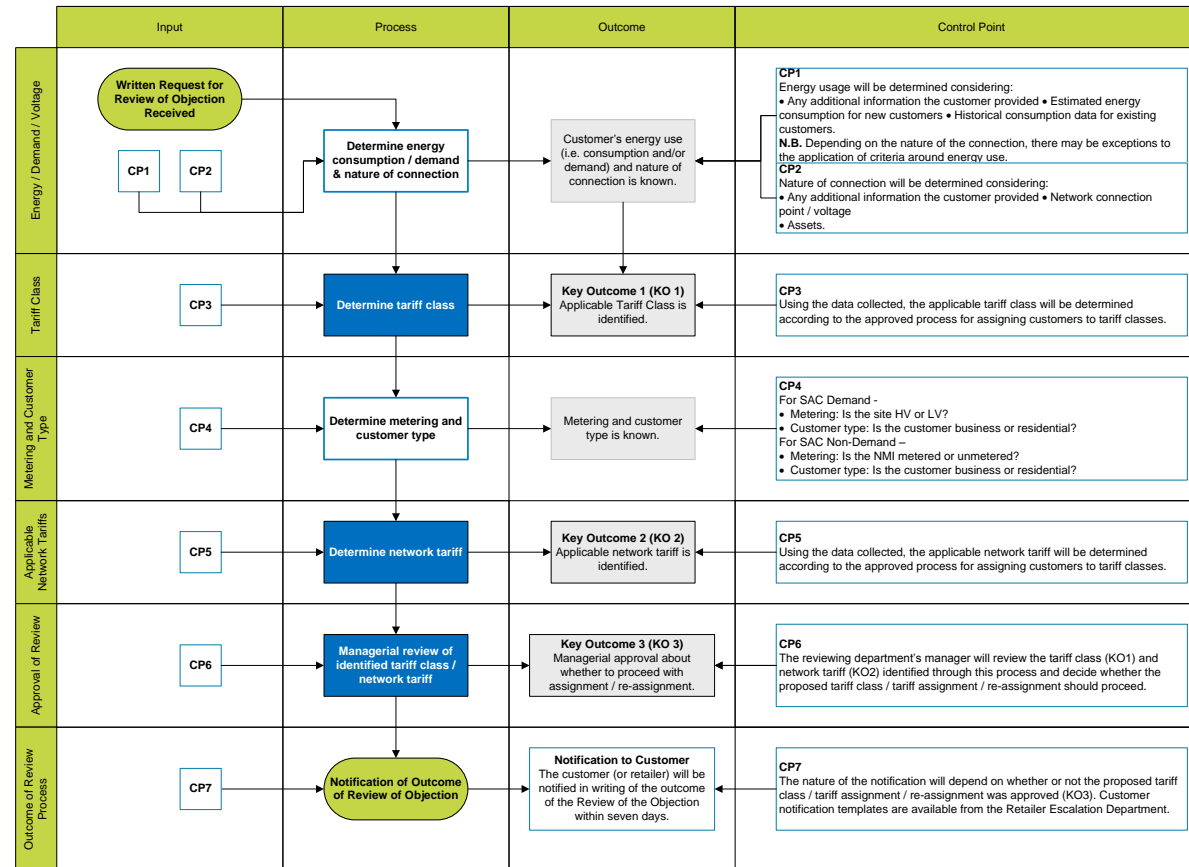 Input
Process
Outcome
Control Point
Energy / Demand / Voltage
Written Request for
Review of Objection
Received
CP1
CP2
Determine energy
consumption / demand
& nature of connection
Customer's energy use
(i.e. consumption and/or
demand) and nature of
connection is known.
CP1
Energy usage will be determined considering:
• Any additional information the customer provided • Estimated energy
consumption for new customers • Historical consumption data for existing
customers.
N.B. Depending on the nature of the connection, there may be exceptions to
the application of criteria around energy use.
CP2
Nature of connection will be determined considering:
• Any additional information the customer provided • Network connection
point / voltage
• Assets.
Tariff Class
CP3
Determine tariff class
Key Outcome 1 (KO 1)
Applicable Tariff Class is
identified.
CP3
Using the data collected, the applicable tariff class will be determined
according to the approved process for assigning customers to tariff classes.
Metering and Customer
Type
CP4
Determine metering and
customer type
Metering and customer
type is known.
CP4
For SAC Demand -
• Metering: Is the site HV or LV?
• Customer type: Is the customer business or residential?
For SAC Non-Demand –
• Metering: Is the NMI metered or unmetered?
• Customer type: Is the customer business or residential?
Applicable
Network Tariffs
CP5
Determine network tariff
Key Outcome 2 (KO 2)
Applicable network tariff is
identified.
CP5
Using the data collected, the applicable network tariff will be determined
according to the approved process for assigning customers to tariff classes.
Approval of Review
CP6
Managerial review of
identified tariff class /
network tariff
Key Outcome 3 (KO 3)
Managerial approval about
whether to proceed with
assignment / re-assignment.
CP6
The reviewing department's manager will review the tariff class (KO1) and
network tariff (KO2) identified through this process and decide whether the
proposed tariff class / tariff assignment / re-assignment should proceed.
Outcome of Review
Process
CP7
Notification of Outcome
of Review of Objection
Notification to Customer
The customer (or retailer) will be
notified in writing of the outcome
of the Review of the Objection
within seven days.
CP7
The nature of the notification will depend on whether or not the proposed tariff
class / tariff assignment / re-assignment was approved (KO3). Customer
notification templates are available from the Retailer Escalation Department.